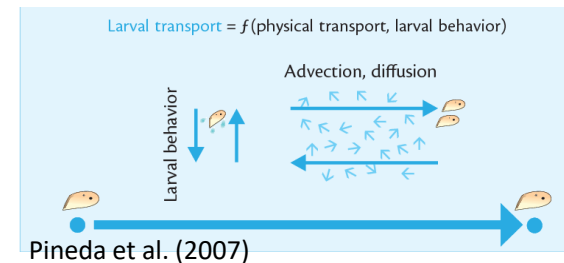 Larval transport = f (physical transport, larval behavior)
Advection, diffusion
Larval behavior
Pineda et al. (2007)